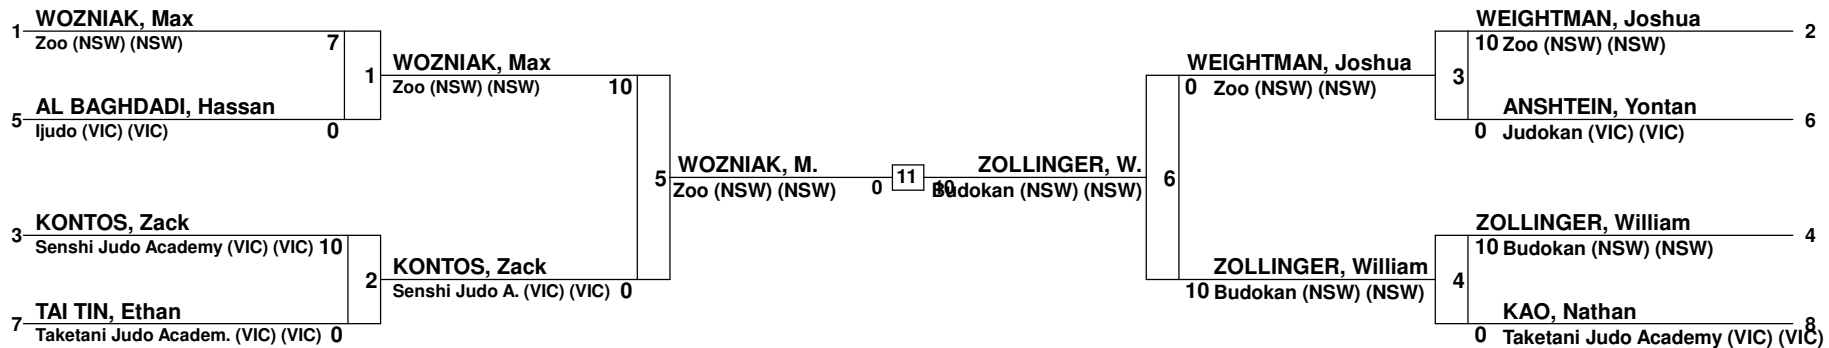 WOZNIAK, Max
1
Zoo (NSW) (NSW) 7
1
AL BAGHDADI, Hassan
5
Ijudo (VIC) (VIC) 0
WOZNIAK, Max
Zoo (NSW) (NSW) 10
KONTOS, Zack
3
Senshi Judo Academy (VIC) (VIC) 10
2
TAI TIN, Ethan
7
Taketani Judo Academ. (VIC) (VIC) 0
KONTOS, Zack
Senshi Judo A. (VIC) (VIC) 0
5
WOZNIAK, M.
Zoo (NSW) (NSW) 0
11
ZOLLINGER, W.
10 Budokan (NSW) (NSW)
6
WEIGHTMAN, Joshua
0 Zoo (NSW) (NSW)
ZOLLINGER, William
10 Budokan (NSW) (NSW)
WEIGHTMAN, Joshua
2
10 Zoo (NSW) (NSW)
3
ANSHTEIN, Yontan
6
0 Judokan (VIC) (VIC)
ZOLLINGER, William
4
10 Budokan (NSW) (NSW)
4
KAO, Nathan
8
0 Taketani Judo Academy (VIC) (VIC)